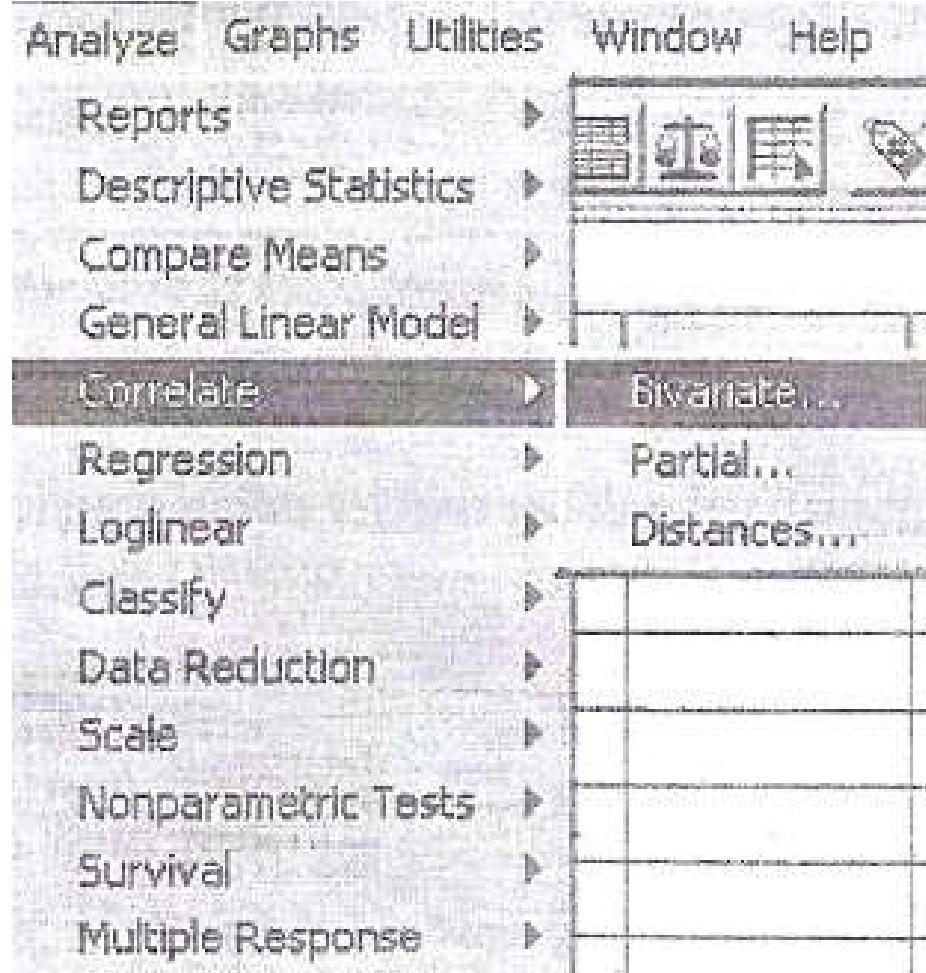 Analyze Graphs Utilities Window Help
Reports
Descriptive Statistics
Compare Means
General Linear Model
Correlate
Bivariate...
Partial...
Distances...
Regression
Loglinear
Classify
Data Reduction
Scale
Nonparametric Tests
Survival
Multiple Response